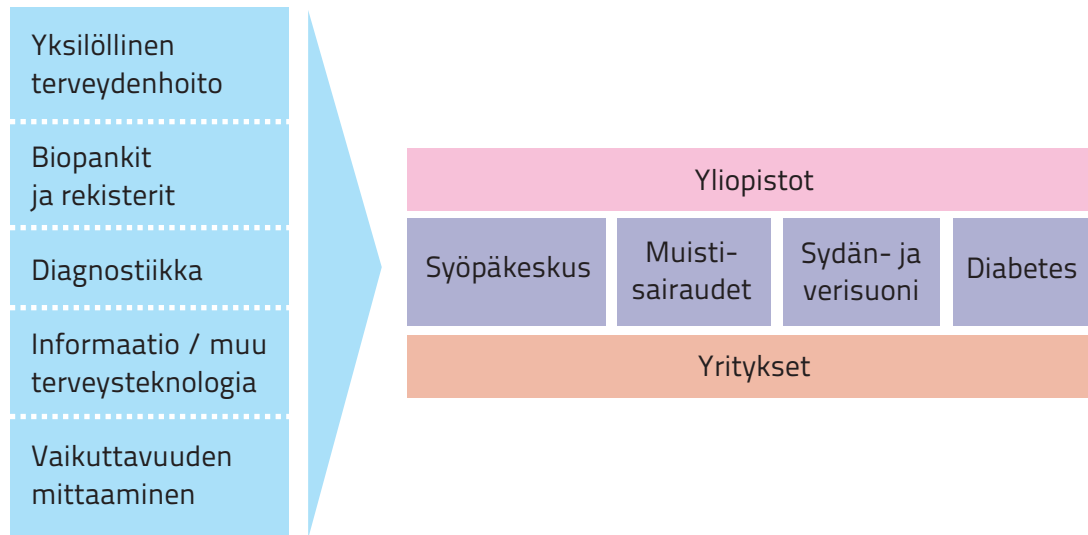 Yksilöllinen
terveydenhoito
Biopankit
ja rekisterit
Diagnostiikka
Informaatio / muu
terveysteknologia
Vaikuttavuuden
mittaaminen
Yliopistot
Syöpäkeskus
Muisti-
sairaudet
Sydän- ja
verisuoni
Diabetes
Yritykset